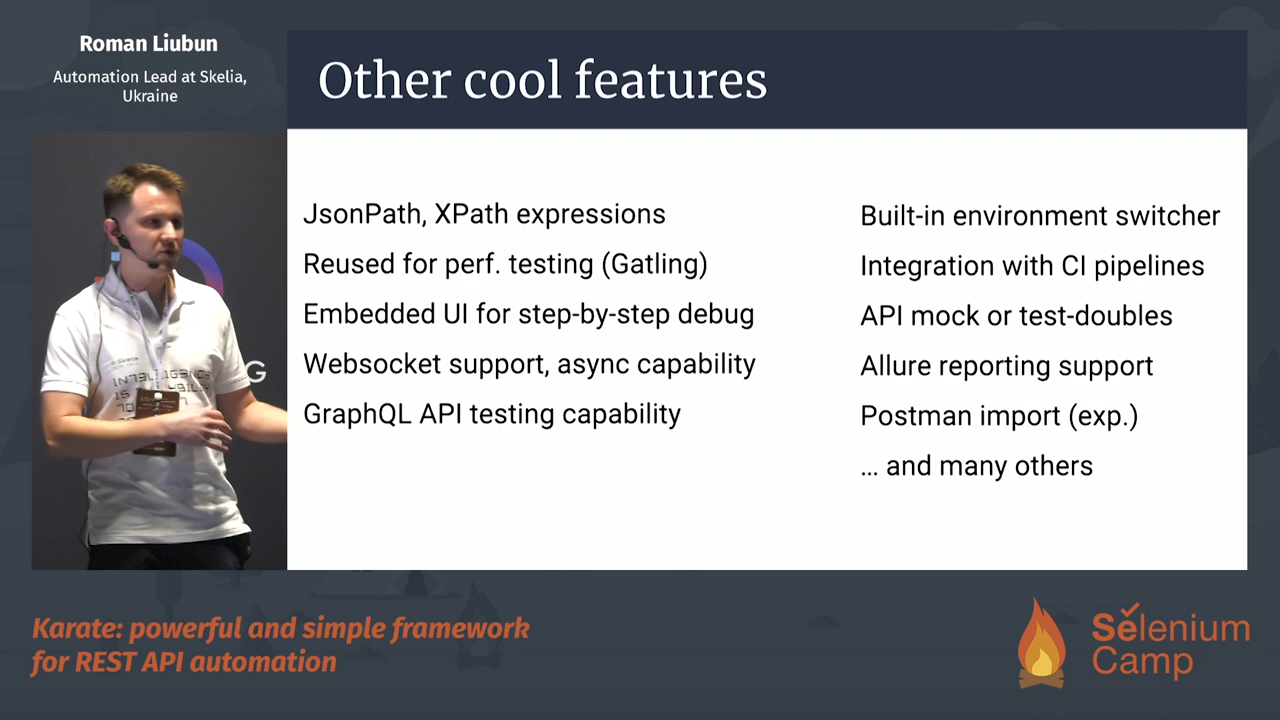 Roman Liubun
Automation Lead at Skelia,
Ukraine
Other cool features
JsonPath, XPath expressions
Reused for perf. testing (Gatling)
Embedded UI for step-by-step debug
Websocket support, async capability
GraphQL API testing capability
Built-in environment switcher
Integration with CI pipelines
API mock or test-doubles
Allure reporting support
Postman import (exp.)
... and many others
G
Karate: powerful and simple framework
for REST API automation
Selenium
Camp